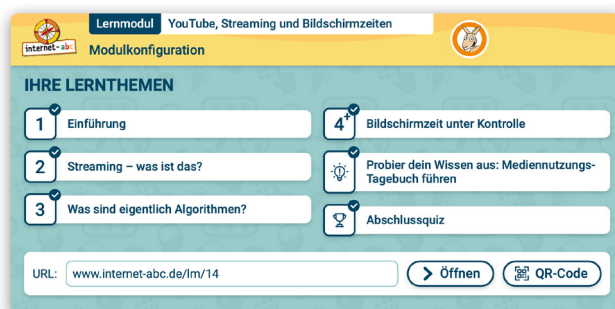 Lernmodul YouTube, Streaming und Bildschirmzeiten
internet-abc
Modulkonfiguration
IHRE LERNTHEMEN
1 Einführung
2 Streaming – was ist das?
3 Was sind eigentlich Algorithmen?
4+ Bildschirmzeit unter Kontrolle
Probier dein Wissen aus: Mediennutzungs-
Tagebuch führen
Abschlussquiz
URL: www.internet-abc.de/lm/14
Öffnen
QR-Code